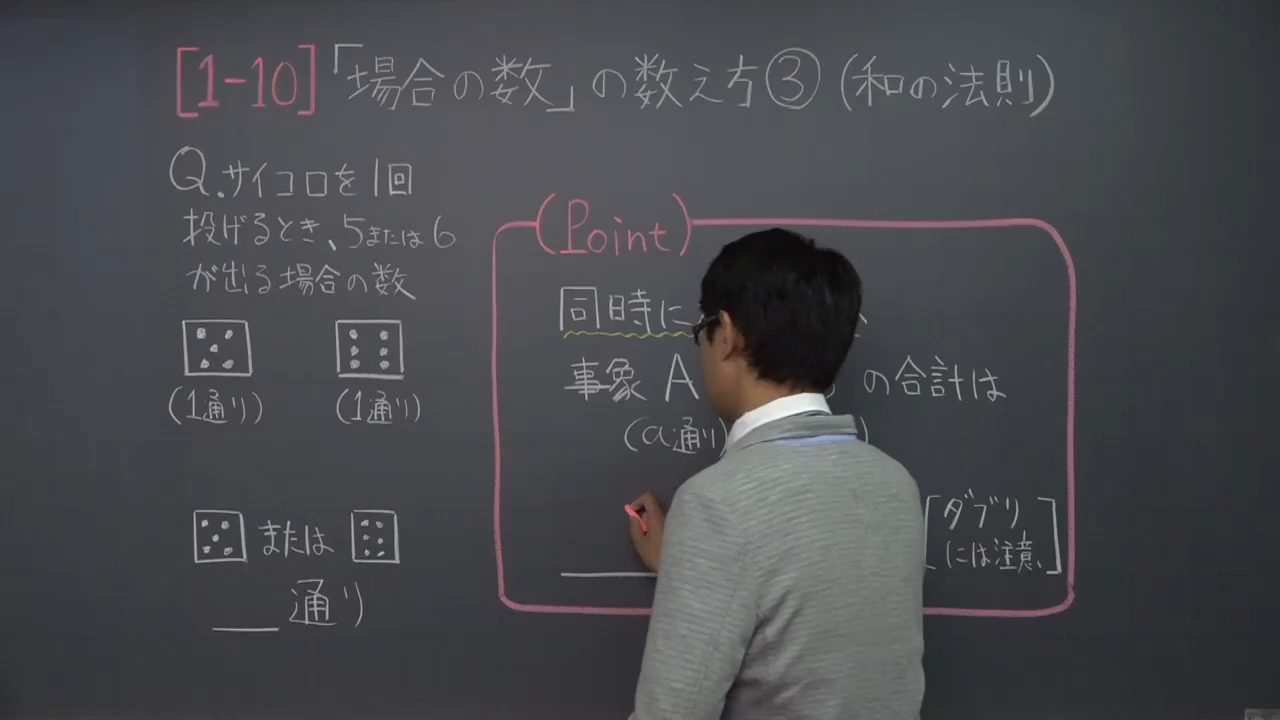 [1-10]「場合の数」の数え方③(和の法則)
Q.サイコロを1回
投げるとき、5または6
が出る場合の数
(1通り) (1通り)
または
通り
(Point)
同時に
事象A の合計は
(a通り )
[ダブり
には注意]